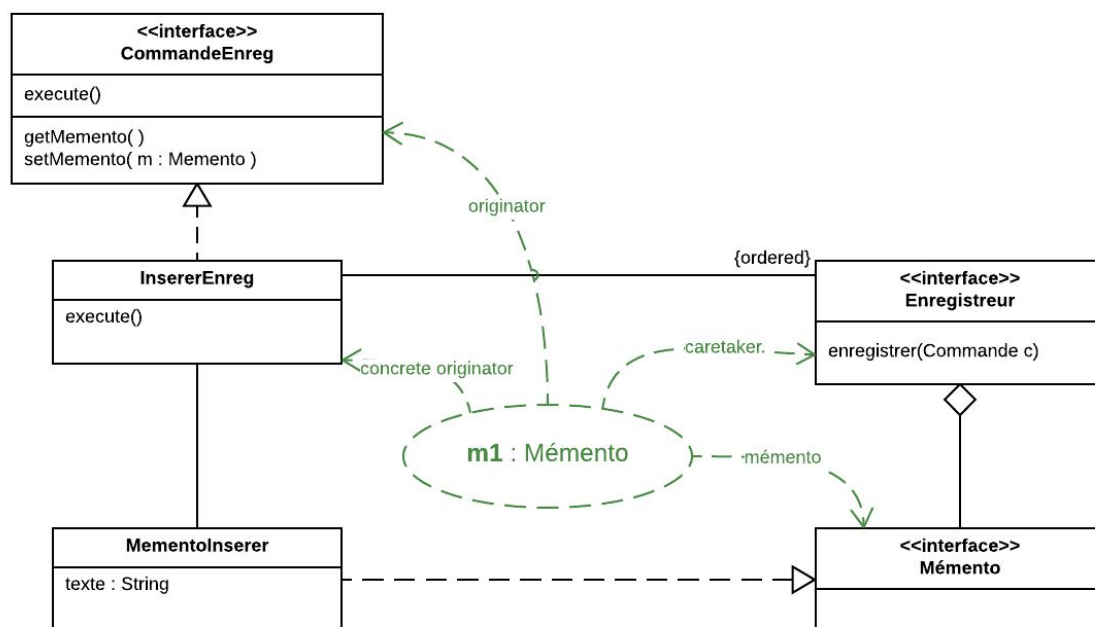 <<interface>>
CommandeEnreg
execute()
getMemento( )
setMemento( m : Memento )
originator
InsererEnreg
execute()
{ordered}
<<interface>>
Enregistreur
enregistrer(Commande c)
caretaker.
concrete originator
m1 : Mémento
mémento
MementoInserer
texte : String
<<interface>>
Mémento